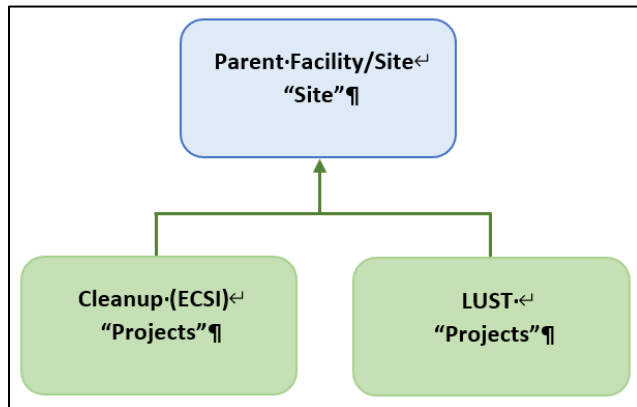 Parent·Facility/Site↵
“Site”¶
Cleanup·(ECSI)↵
“Projects”¶
LUST·↵
“Projects”¶